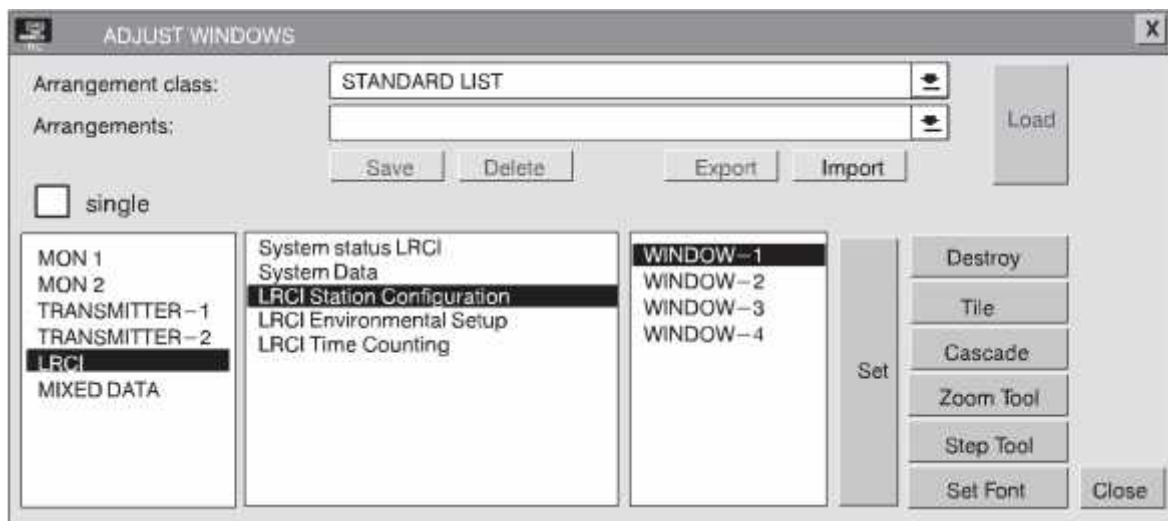 ADJUST WINDOWS
X
Arrangement class:
STANDARD LIST
Arrangements:
Load
Save
Delete
Export
Import
single
MON 1
MON 2
TRANSMITTER-1
TRANSMITTER-2
LRCI
MIXED DATA
System status LRCI
System Data
LRCI Station Configuration
LRCI Environmental Setup
LRCI Time Counting
WINDOW-1
WINDOW-2
WINDOW-3
WINDOW-4
Set
Destroy
Tile
Cascade
Zoom Tool
Step Tool
Set Font
Close